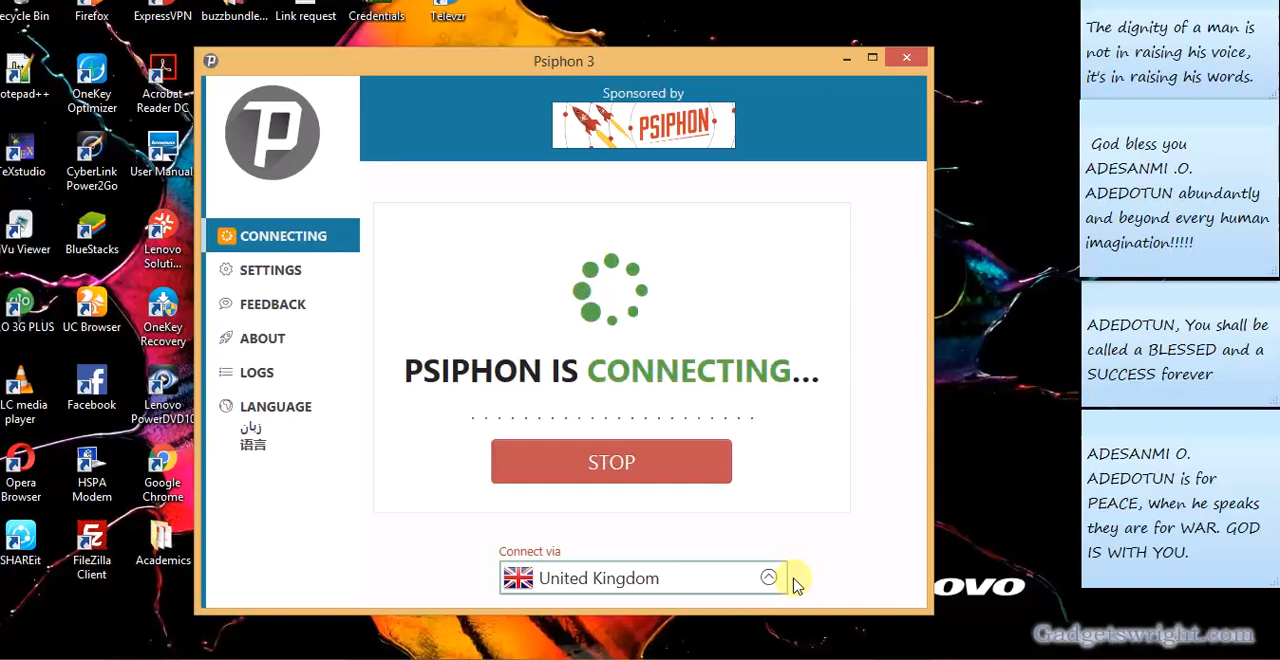 ecycle Bin
Firefox
ExpressVPN
buzzbundle...
Link request
Credentials
Televzr
otepad++
OneKey
Optimizer
Acrobat
Reader DC
TeXstudio
CyberLink
Power2Go
User Manual
jVu Viewer
BlueStacks
Lenovo
Soluti...
LO 3G PLUS
UC Browser
OneKey
Recovery
LC media
player
Facebook
Lenovo
PowerDVD10
Opera
Browser
HSPA
Modem
Google
Chrome
SHAREit
FileZilla
Client
Academics
Psiphon 3
Sponsored by
PSIPHON
CONNECTING
SETTINGS
FEEDBACK
ABOUT
LOGS
LANGUAGE
زبان
语言
PSIPHON IS CONNECTING...
STOP
Connect via
United Kingdom
The dignity of a man is
not in raising his voice,
it's in raising his words.
God bless you
ADESANMI .O.
ADEDOTUN abundantly
and beyond every human
imagination!!!!!
ADEDOTUN, You shall be
called a BLESSED and a
SUCCESS forever
ADESANMI O.
ADEDOTUN is for
PEACE, when he speaks
they are for WAR. GOD
IS WITH YOU.
ovo
Gadgetswright.com